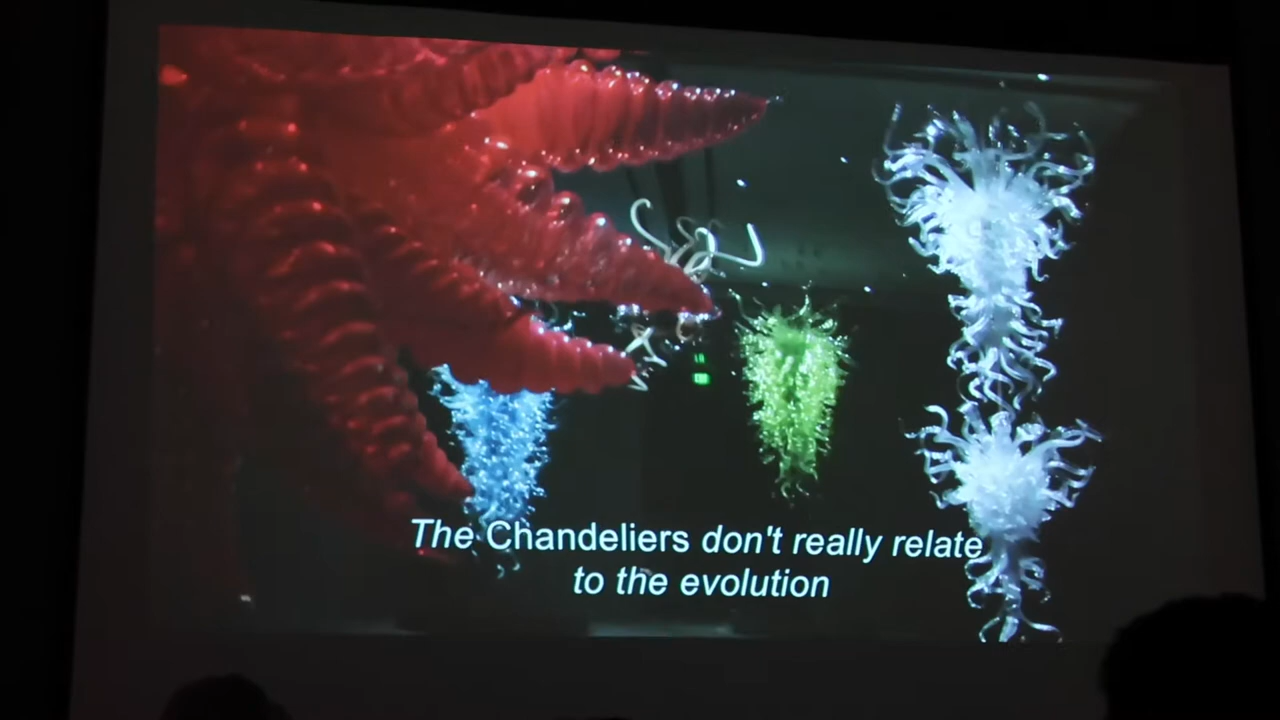 The Chandeliers don't really relate
to the evolution